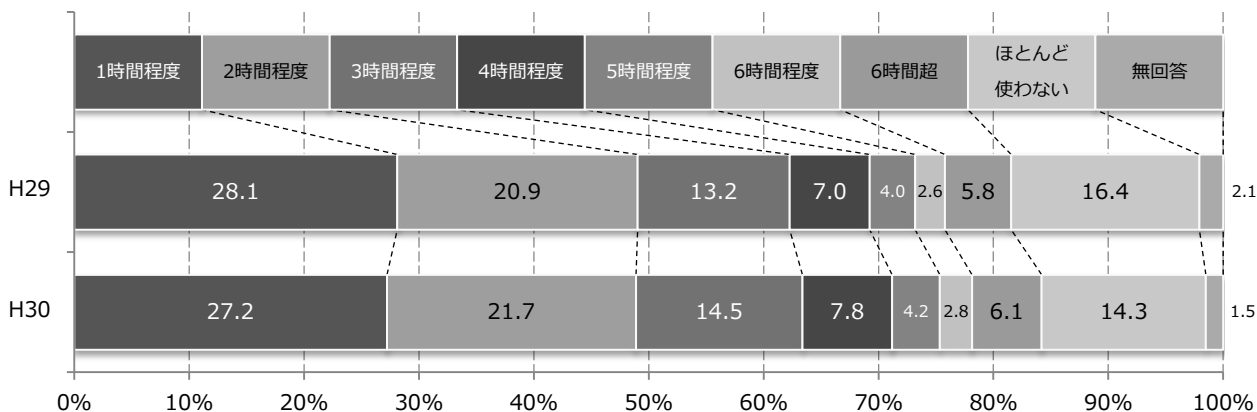 1時間程度 2時間程度 3時間程度 4時間程度 5時間程度 6時間程度 6時間超 ほとんど 無回答
使わない
H29 28.1 20.9 13.2 7.0 4.0 2.6 5.8 16.4 2.1
H30 27.2 21.7 14.5 7.8 4.2 2.8 6.1 14.3 1.5
0% 10% 20% 30% 40% 50% 60% 70% 80% 90% 100%